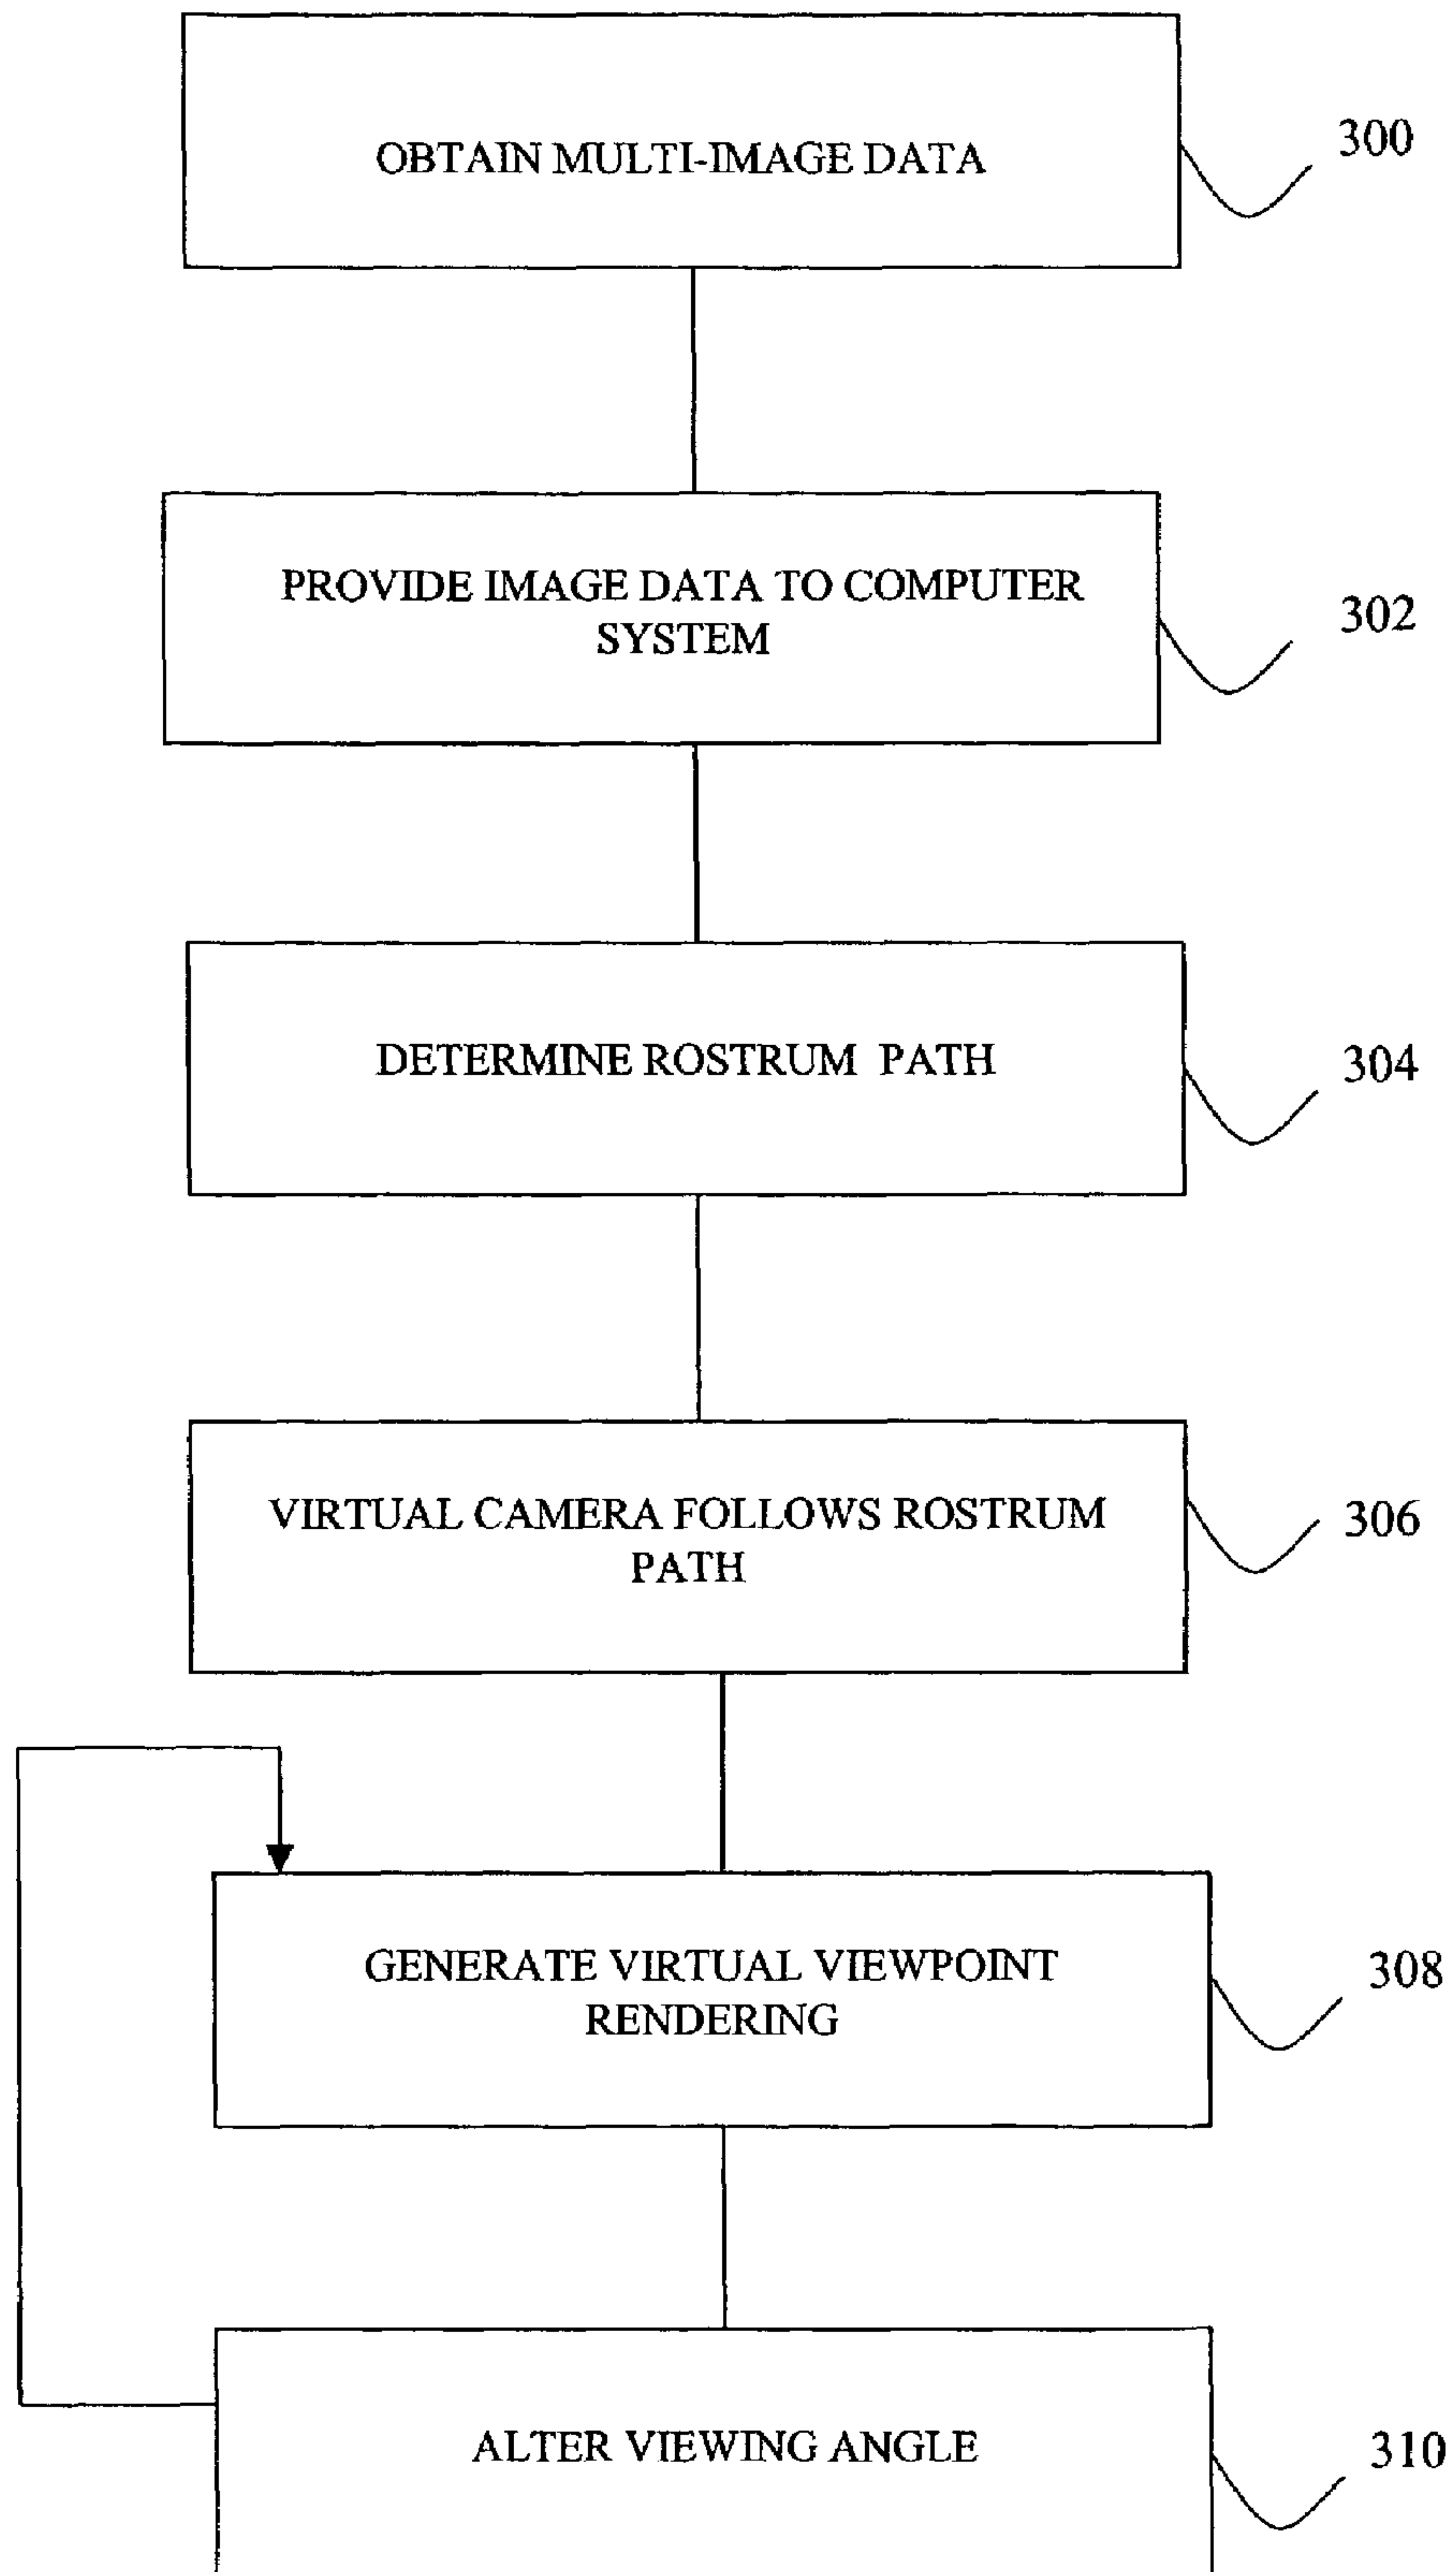 OBTAIN MULTI-IMAGE DATA
300
PROVIDE IMAGE DATA TO COMPUTER
SYSTEM
302
DETERMINE ROSTRUM PATH
304
VIRTUAL CAMERA FOLLOWS ROSTRUM
PATH
306
GENERATE VIRTUAL VIEWPOINT
RENDERING
308
ALTER VIEWING ANGLE
310